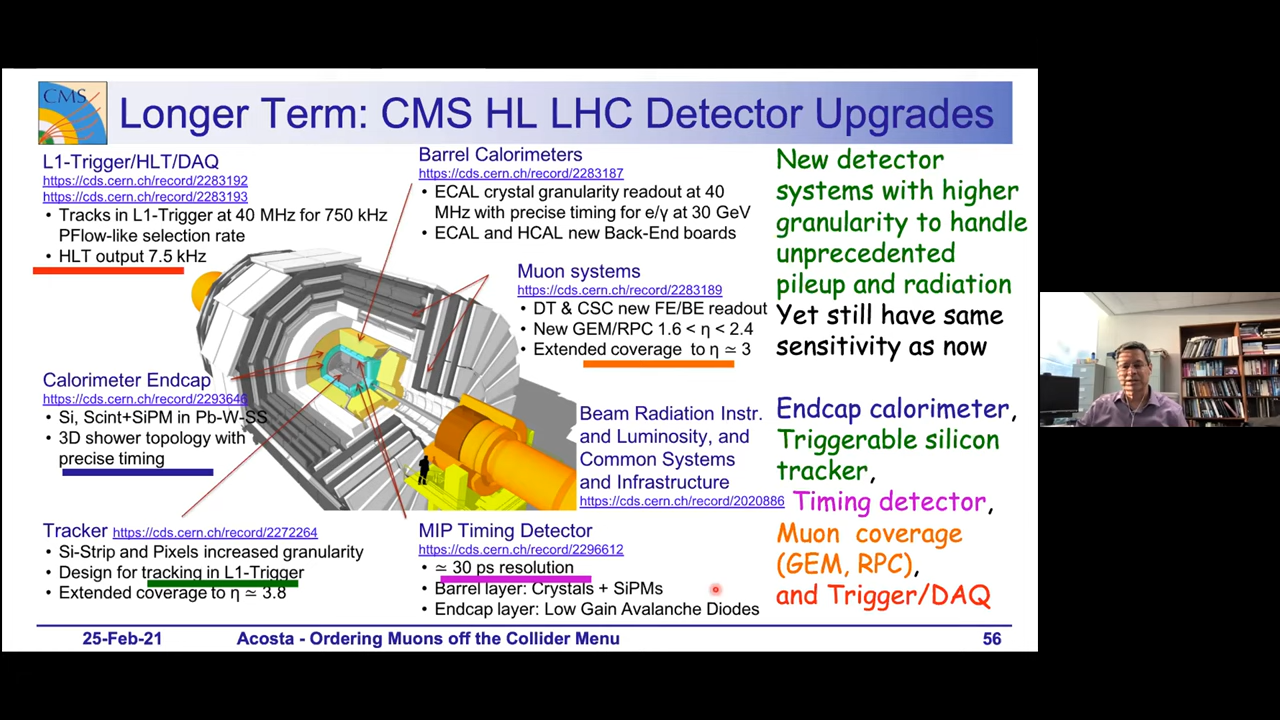 CMS
Longer Term: CMS HL LHC Detector Upgrades
L1-Trigger/HLT/DAQ
https://cds.cern.ch/record/2283192
https://cds.cern.ch/record/2283193
• Tracks in L1-Trigger at 40 MHz for 750 kHz
PFlow-like selection rate
• HLT output 7.5 kHz
Barrel Calorimeters
https://cds.cern.ch/record/2283187
• ECAL crystal granularity readout at 40
MHz with precise timing for e/γ at 30 GeV
• ECAL and HCAL new Back-End boards
Muon systems
https://cds.cern.ch/record/2283189
• DT & CSC new FE/BE readout
• New GEM/RPC 1.6 < η < 2.4
• Extended coverage to η ≃ 3
Calorimeter Endcap
https://cds.cern.ch/record/2293646
• Si, Scint+SiPM in Pb-W-SS
• 3D shower topology with
precise timing
Beam Radiation Instr.
and Luminosity, and
Common Systems
and Infrastructure
https://cds.cern.ch/record/2020886
Tracker https://cds.cern.ch/record/2272264
• Si-Strip and Pixels increased granularity
• Design for tracking in L1-Trigger
• Extended coverage to η ≃ 3.8
MIP Timing Detector
https://cds.cern.ch/record/2296612
• ≃ 30 ps resolution
• Barrel layer: Crystals + SiPMs
• Endcap layer: Low Gain Avalanche Diodes
New detector
systems with higher
granularity to handle
unprecedented
pileup and radiation
Yet still have same
sensitivity as now
Endcap calorimeter,
Triggerable silicon
tracker,
Timing detector,
Muon coverage
(GEM, RPC),
and Trigger/DAQ
25-Feb-21
Acosta - Ordering Muons off the Collider Menu
56